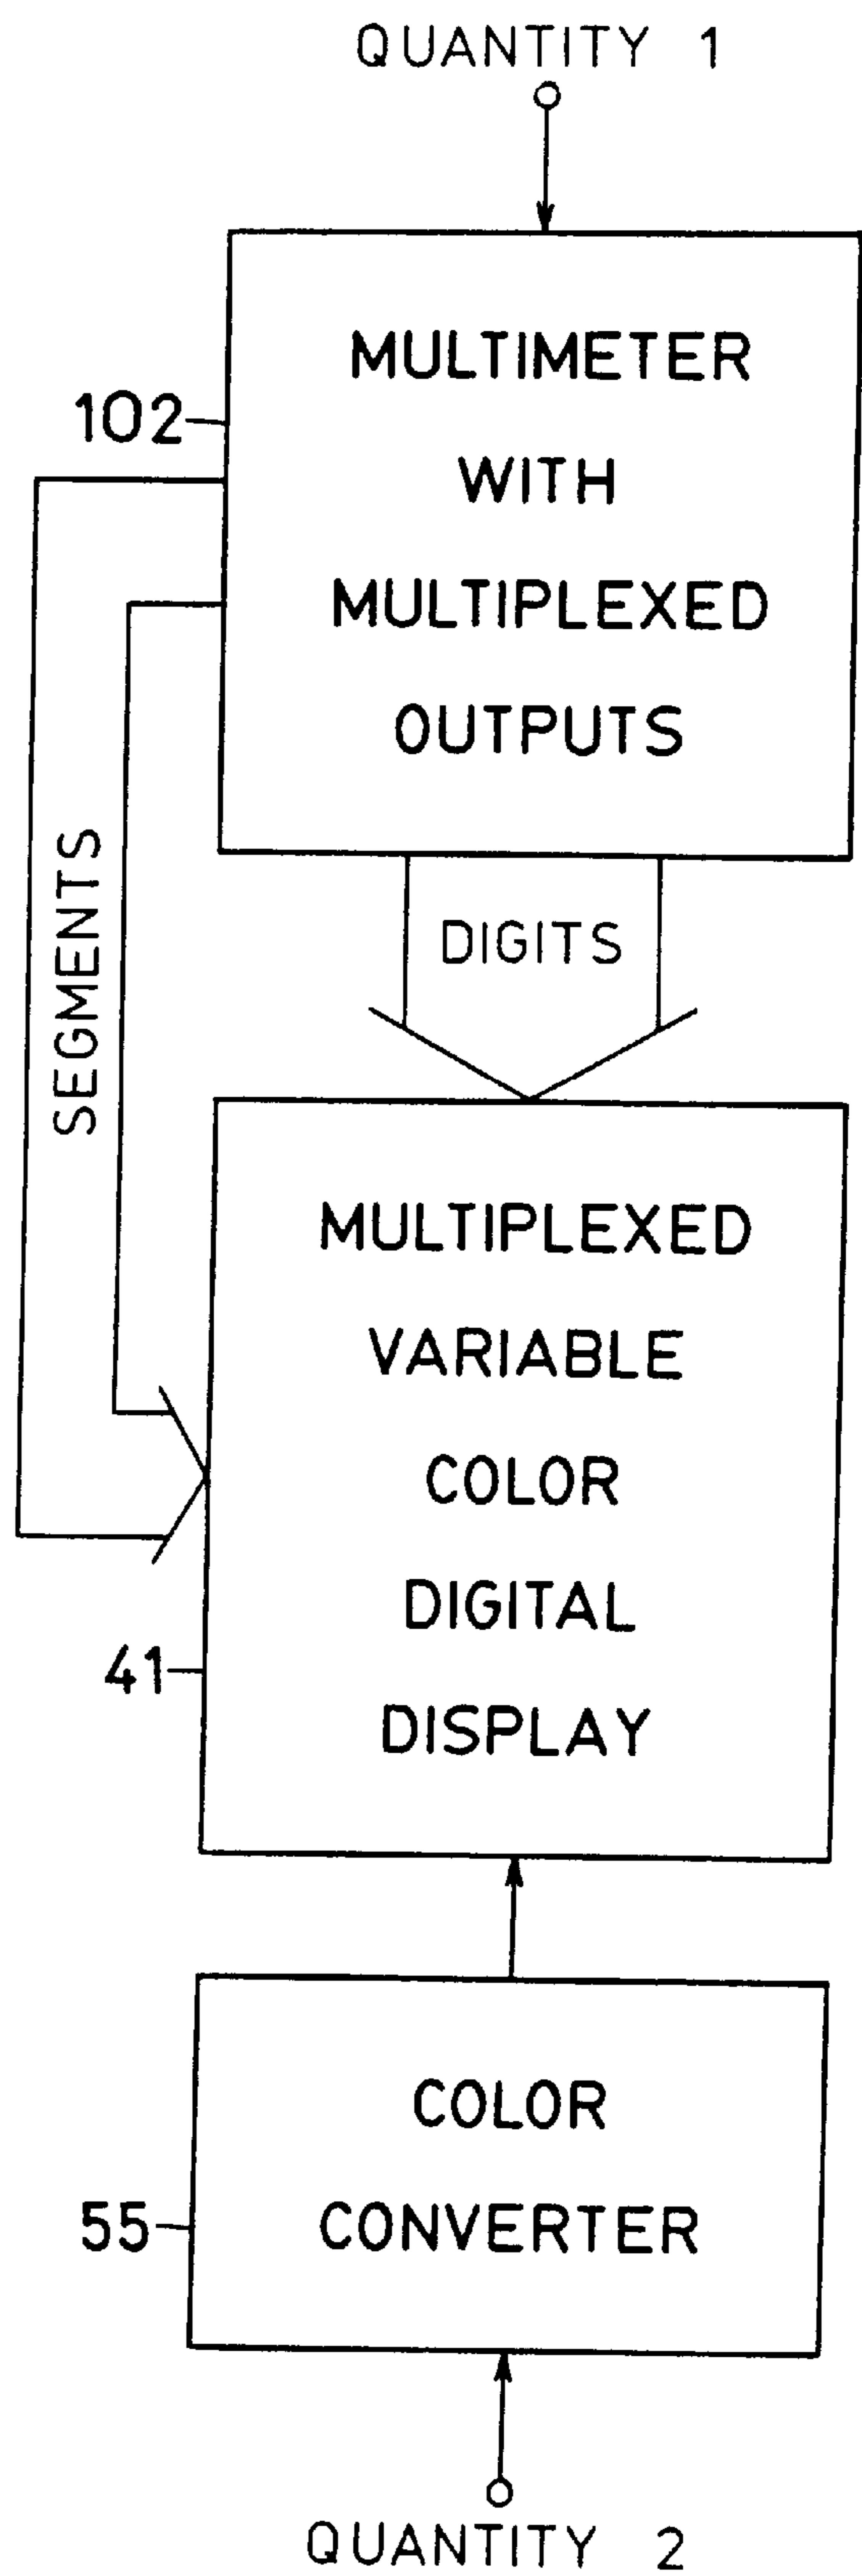 QUANTITY 1
MULTIMETER
102
WITH
MULTIPLEXED
OUTPUTS
SEGMENTS
DIGITS
MULTIPLEXED
VARIABLE
COLOR
DIGITAL
41
DISPLAY
COLOR
55
CONVERTER
QUANTITY 2